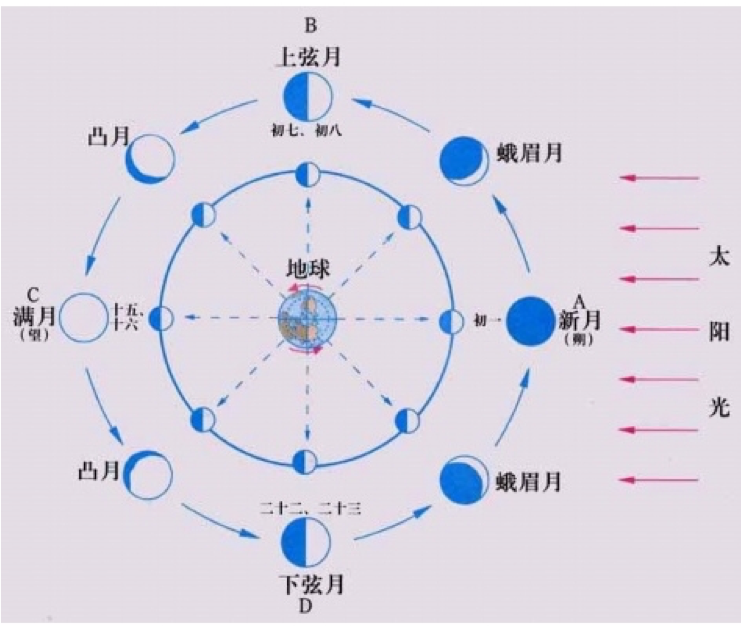 B
上弦月
初七、初八
凸月
蛾眉月
太
地球
C
满月
(望)
十五、
十六
初一
A
新月
(朔)
阳
光
凸月
蛾眉月
二十二、二十三
下弦月
D